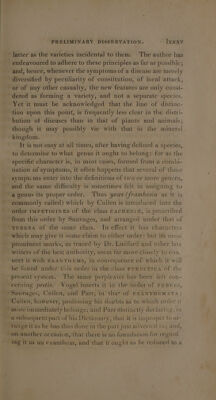 PRELIMINARY DISSERTATION. lxxxv
latter as the varieties incidental to them. The author has
endeavoured to adhere to these principles as far as possible;
and, hence, whenever the symptoms of a disease are merely
diversified by peculiarity of constitution, of local attack,
or of any other casualty, the new features are only consi-
dered as forming a variety, and not a separate species.
Yet it must be acknowledged that the line of distinc-
tion upon this point, is frequently less clear in the distri-
bution of diseases than in that of plants and animals;
though it may possibly vie with that in the mineral
kingdom.
It is not easy at all times, after having defined a species,
to determine to what genus it ought to belong: for as the
specific character is, in most cases, formed from a combi-
nation of symptoms, it often happens that several of these
symptoms enter into the definitions of two or more genera,
and the same difficulty is sometimes felt in assigning to
a genus its proper order. Thus yaws (frambœsia as it is
commonly called) which by Cullen is introduced into the
order IMPETIGINES of the class CACHEXIÆ, is prescribed
from this order by Sauvages, and arranged under that of
TUBERA of the same class. In effect it has characters
which may give it some claim to either order: but its most
prominent marks, as traced by Dr. and other late
writers of the best authority, seem far more closely to con-
nect it with EXANTHEMS, in consequence of which it will
be found under this order in the class HÆMATICA of the
present system. The same perplexity has been felt con-
cerning Vogel inserts it in the order of
Sauvages, Cullen, and Parr, in that of EXANTHEMATA;
Cullen, however, professing his doubts as to which order it
more immediately belongs; and Parr distinctly declaring, in
a subsequent part of his Dictionary, that it is improper to ar-
range it as he has thus done in the part just adverted to; and,
on another occasion, that there is no foundation for regard-
ing it as an exanthem, and that it ought to be reduced to a